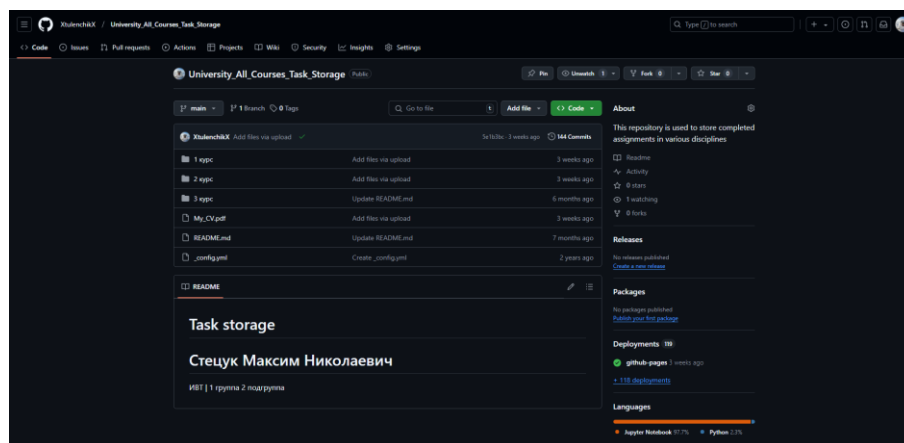 XtulenchikX / University_All_Courses_Task_Storage
Type / to search
Code Issues Pull requests Actions Projects Wiki Security Insights Settings
University_All_Courses_Task_Storage Public
Pin Unwatch 1 Fork 0 Star 0
main 1 Branch 0 Tags
Go to file t
Add file Code
XtulenchikX Add files via upload
3 weeks ago 144 Commits
1 курс Add files via upload 3 weeks ago
2 курс Add files via upload 3 weeks ago
3 курс Update README.md 6 months ago
My_CV.pdf Add files via upload 3 weeks ago
README.md Update README.md 7 months ago
_config.yml Create _config.yml 2 years ago
README
Task storage
Стецук Максим Николаевич
ИВТ | 1 группа 2 подгруппа
About
This repository is used to store completed
assignments in various disciplines
Readme
Activity
0 stars
1 watching
0 forks
Releases
No releases published
Create a new release
Packages
No packages published
Publish your first package
Deployments 119
github-pages 3 weeks ago
+ 118 deployments
Languages
Jupyter Notebook 97.7% Python 2.3%